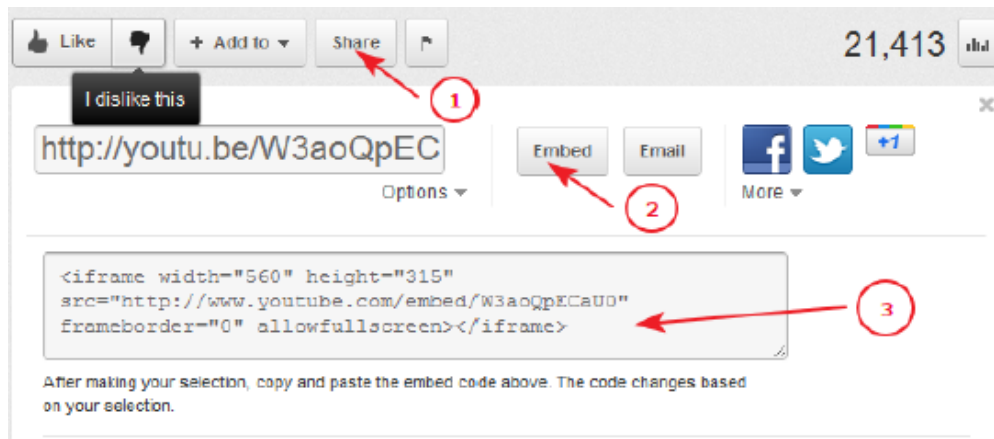 Like + Add to Share 21,413
I dislike this
1
http://youtu.be/W3aoQpEC
Embed Email +1
Options
2
More
<iframe width="560" height="315"
src="http://www.youtube.com/embed/W3aoQpECaU0"
frameborder="0" allowfullscreen></iframe>
3
After making your selection, copy and paste the embed code above. The code changes based
on your selection.